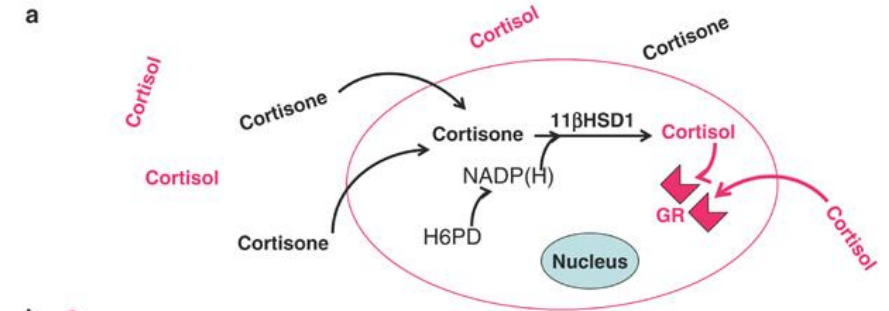 a
Cortisol
Cortisone
Cortisol
Cortisone
Cortisone
11βHSD1
Cortisol
NADP(H)
Cortisol
GR
Cortisol
H6PD
Cortisone
Nucleus